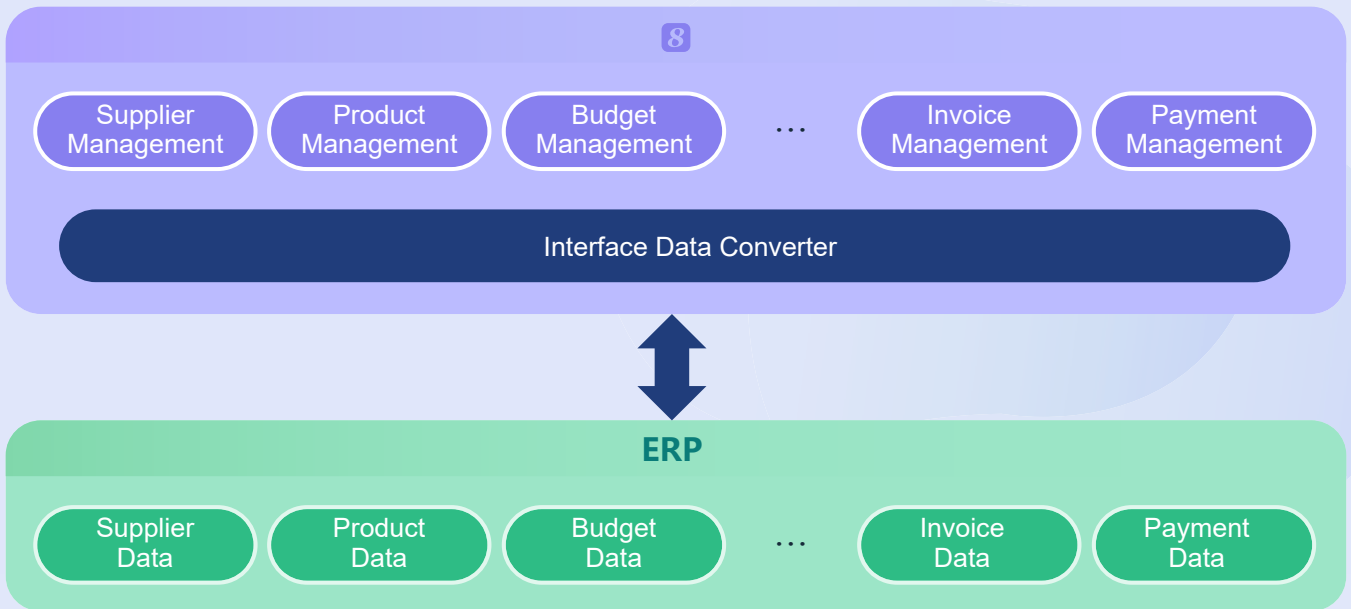 8
Supplier
Management
Product
Management
Budget
Management
...
Invoice
Management
Payment
Management
Interface Data Converter
ERP
Supplier
Data
Product
Data
Budget
Data
...
Invoice
Data
Payment
Data